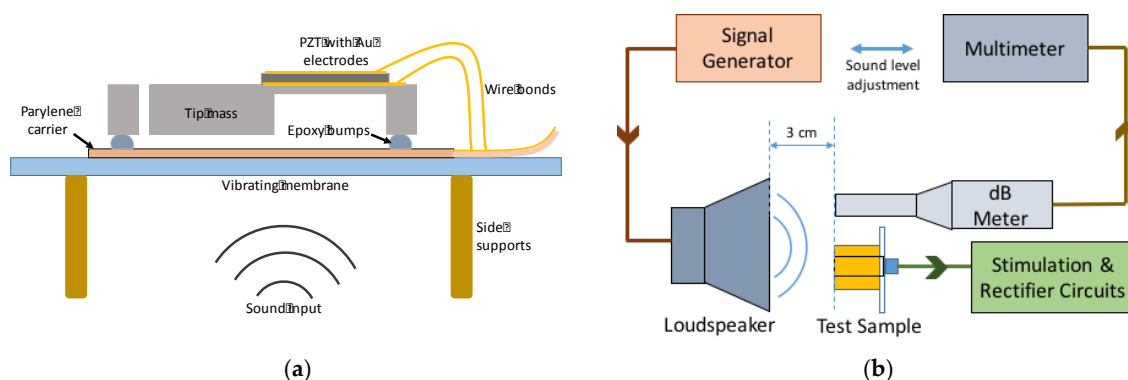 PZT with Au
electrodes
Wire bonds
Parylene
carrier
Tip mass
Epoxy bumps
Vibrating membrane
Side
supports
Sound input
(a)
Signal
Generator
Multimeter
Sound level
adjustment
3 cm
dB
Meter
Stimulation &
Rectifier Circuits
Loudspeaker
Test Sample
(b)